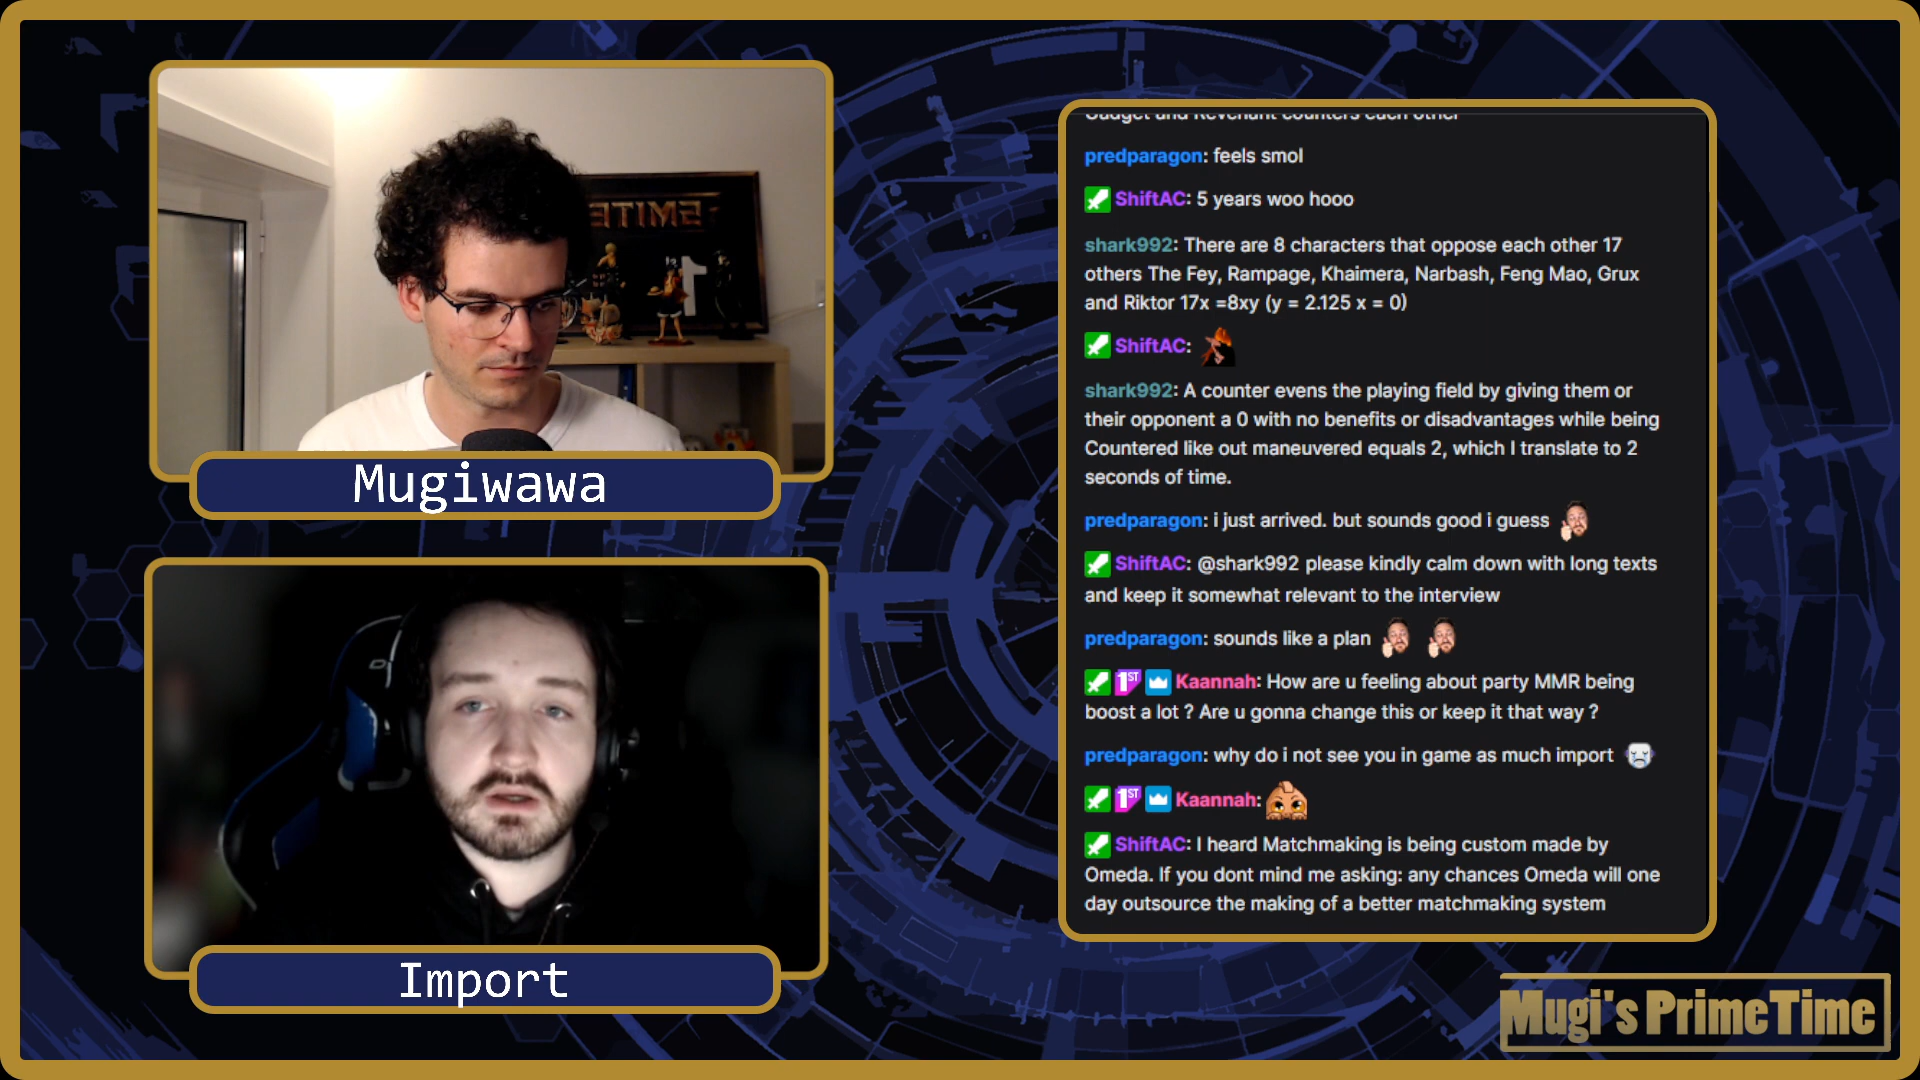 SMITE
Mugiwawa
Import
Gadget and Revenant counters each other
predparagon: feels smol
ShiftAC: 5 years woo hooo
shark992: There are 8 characters that oppose each other 17
others The Fey, Rampage, Khaimera, Narbash, Feng Mao, Grux
and Riktor 17x =8xy (y = 2.125 x = 0)
ShiftAC:
shark992: A counter evens the playing field by giving them or
their opponent a 0 with no benefits or disadvantages while being
Countered like out maneuvered equals 2, which I translate to 2
seconds of time.
predparagon: i just arrived. but sounds good i guess
ShiftAC: @shark992 please kindly calm down with long texts
and keep it somewhat relevant to the interview
predparagon: sounds like a plan
1ST Kaannah: How are u feeling about party MMR being
boost a lot ? Are u gonna change this or keep it that way ?
predparagon: why do i not see you in game as much import
1ST Kaannah:
ShiftAC: I heard Matchmaking is being custom made by
Omeda. If you dont mind me asking: any chances Omeda will one
day outsource the making of a better matchmaking system
Mugi's PrimeTime